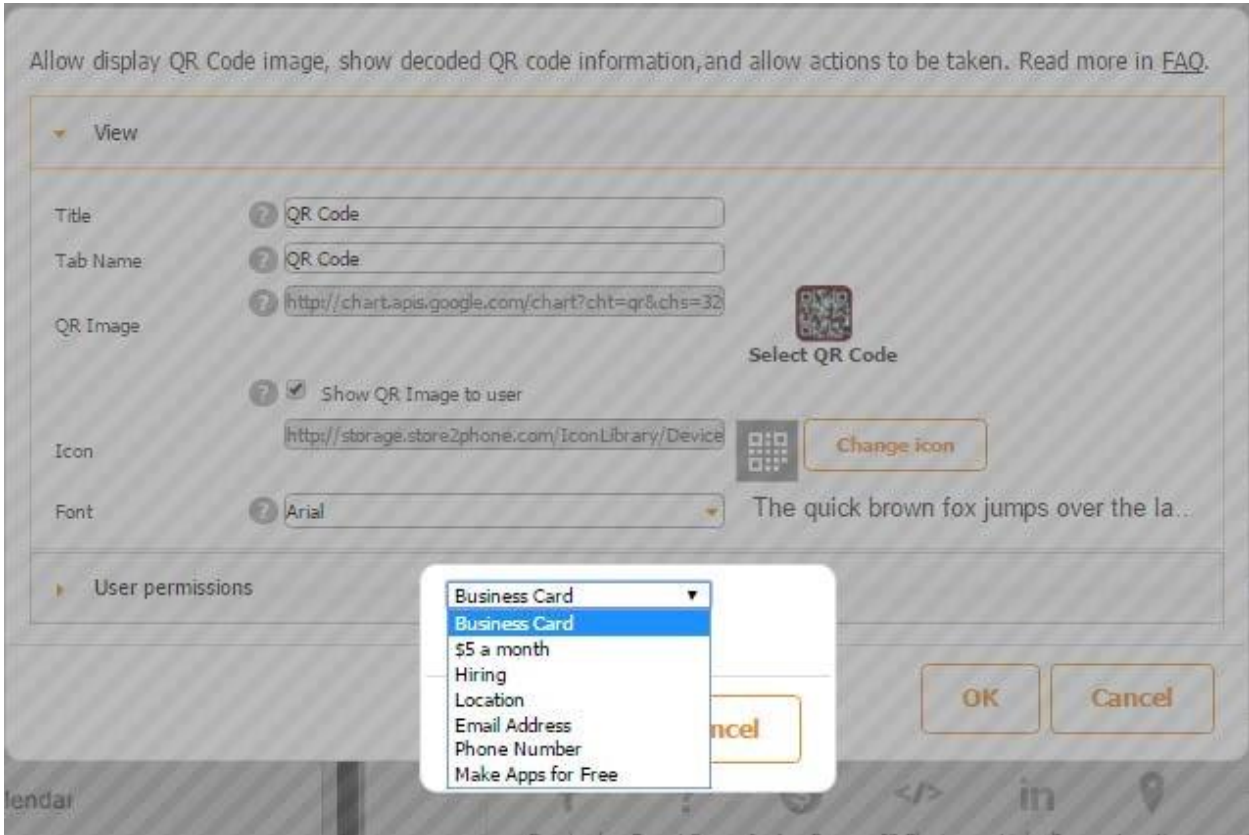 Allow display QR Code image, show decoded QR code information,and allow actions to be taken. Read more in FAQ.
View
Title
? QR Code
Tab Name
? QR Code
? http://chart.apis.google.com/chart?cht=qr&chs=32
QR Image
Select QR Code
? Show QR Image to user
http://storage.store2phone.com/IconLibrary/Device
Icon
Change icon
Font
? Arial
The quick brown fox jumps over the la...
User permissions
Business Card
Business Card
$5 a month
Hiring
Location
Email Address
Phone Number
Make Apps for Free
ncel
OK
Cancel
lendar
</> in